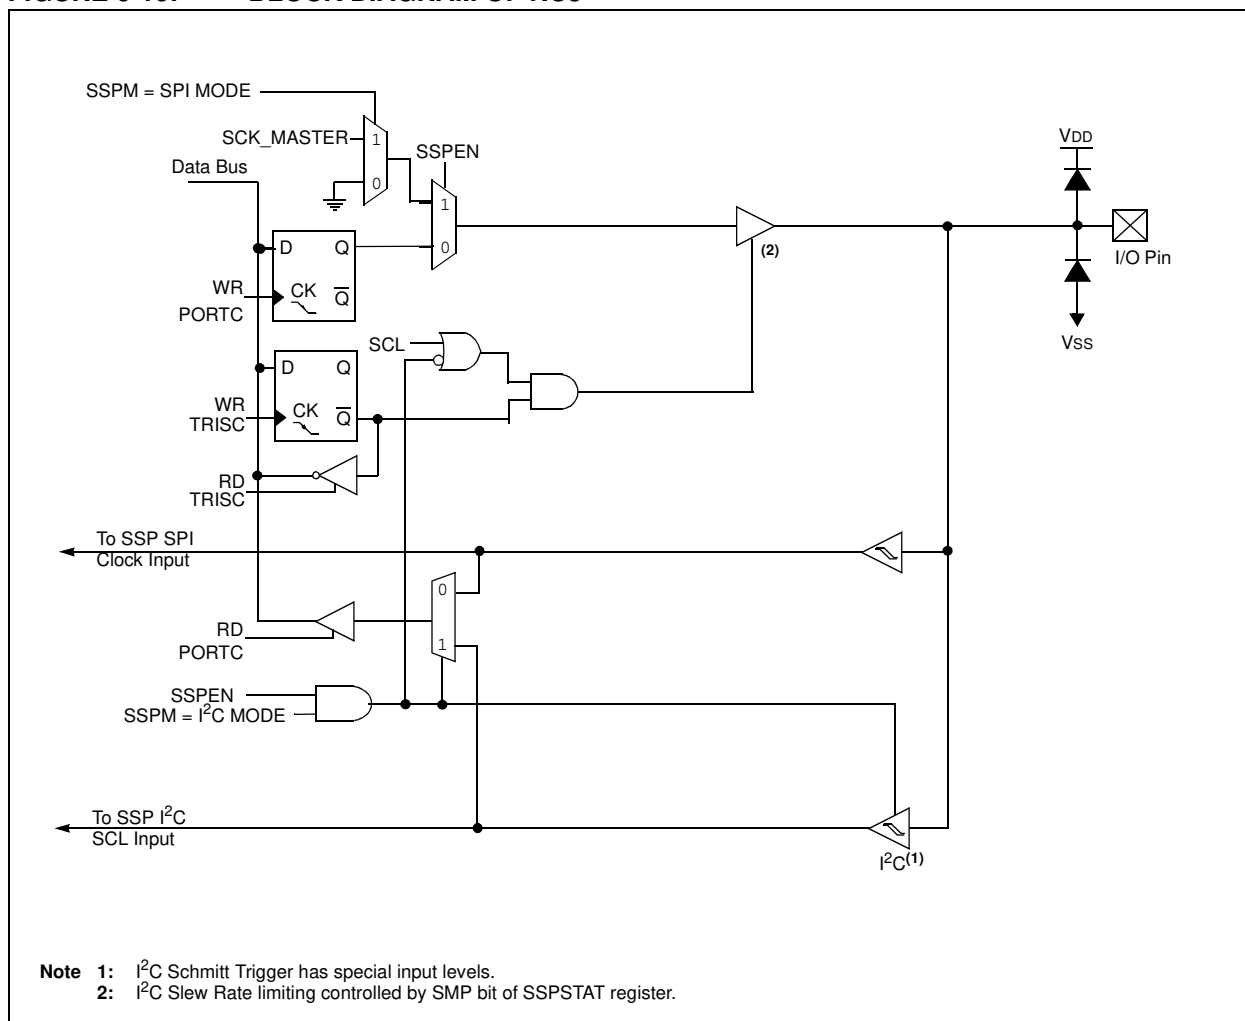 SSPM = SPI MODE
SCK_MASTER
1
0
SSPEN
1
0
Data Bus
D
Q
CK
Q̅
WR
PORTC
(2)
VDD
I/O Pin
VSS
SCL
D
Q
CK
Q̅
WR
TRISC
RD
TRISC
To SSP SPI
Clock Input
0
1
RD
PORTC
SSPEN
SSPM = I²C MODE
To SSP I²C
SCL Input
I²C(1)
Note 1: I²C Schmitt Trigger has special input levels.
2: I²C Slew Rate limiting controlled by SMP bit of SSPSTAT register.